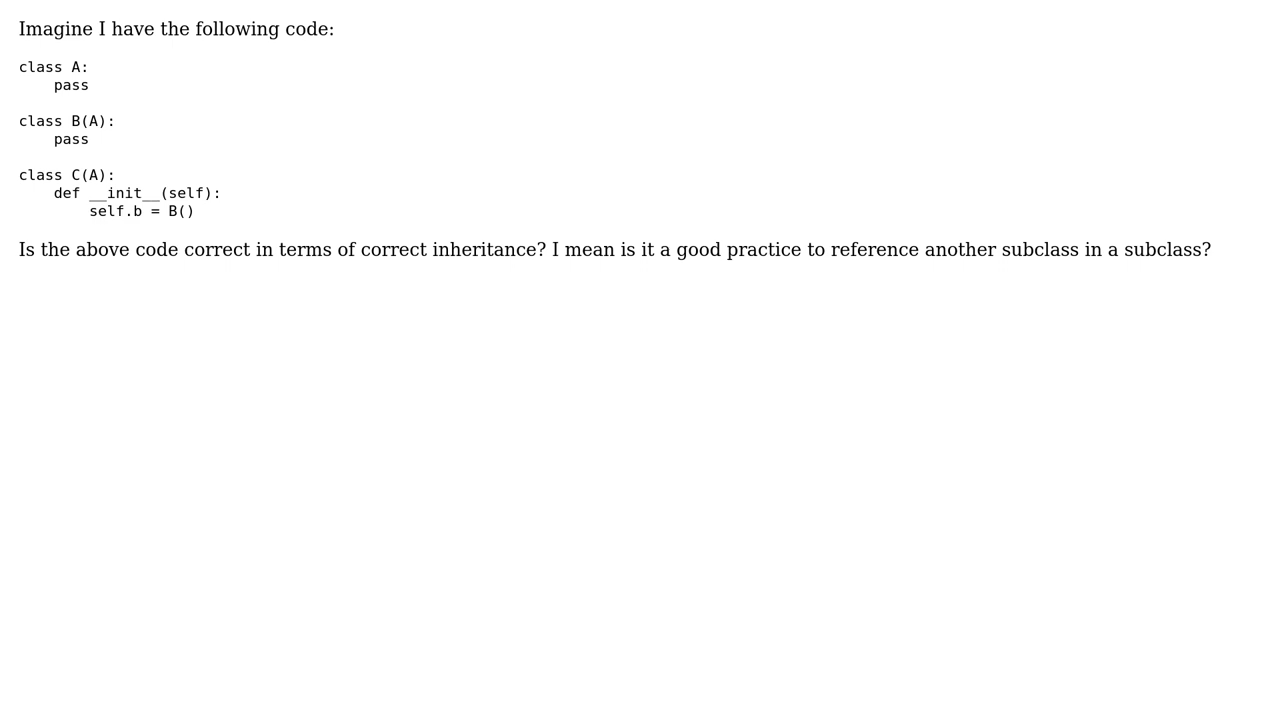 Imagine I have the following code:
class A:
    pass
class B(A):
    pass
class C(A):
    def __init__(self):
        self.b = B()
Is the above code correct in terms of correct inheritance? I mean is it a good practice to reference another subclass in a subclass?